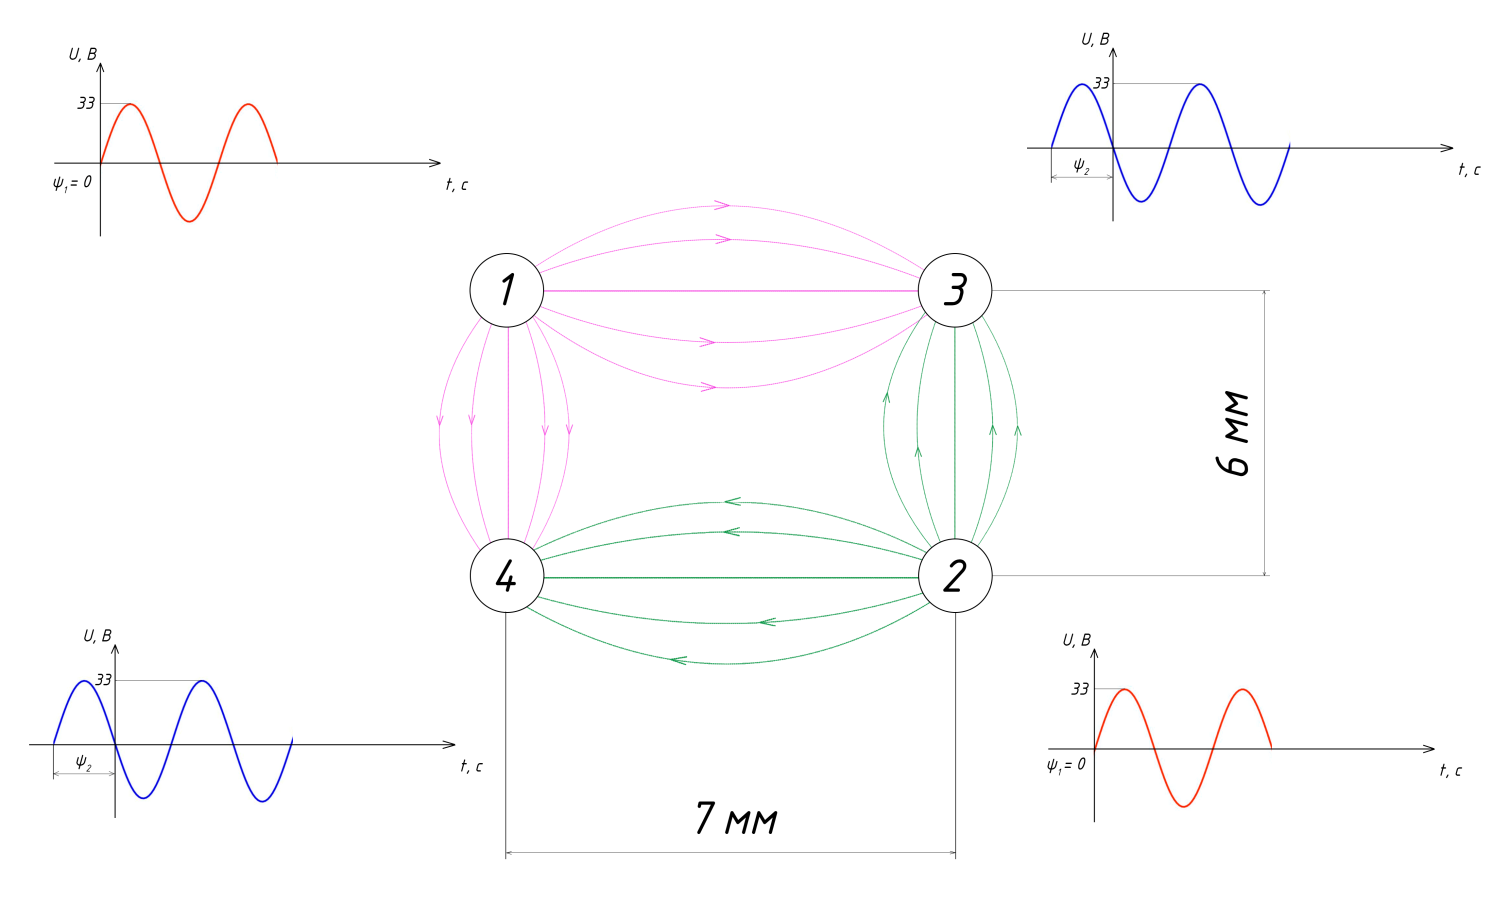 U, В
33
ψ₁= 0
t, с
U, В
33
ψ₂
t, с
1
3
6 мм
4
2
U, В
33
ψ₂
t, с
U, В
33
ψ₁= 0
t, с
7 мм